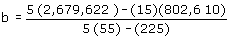 b = 5 (2,679,622 ) – (15)(802,6 10)
5 (55) – (225)